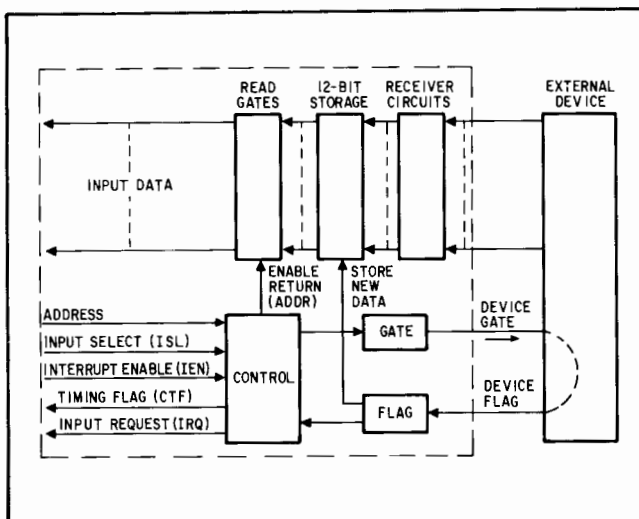 READ GATES
12-BIT STORAGE
RECEIVER CIRCUITS
EXTERNAL DEVICE
INPUT DATA
ENABLE RETURN (ADDR)
STORE NEW DATA
ADDRESS
INPUT SELECT (ISL)
INTERRUPT ENABLE (IEN)
TIMING FLAG (CTF)
INPUT REQUEST (IRQ)
CONTROL
GATE
DEVICE GATE
FLAG
DEVICE FLAG